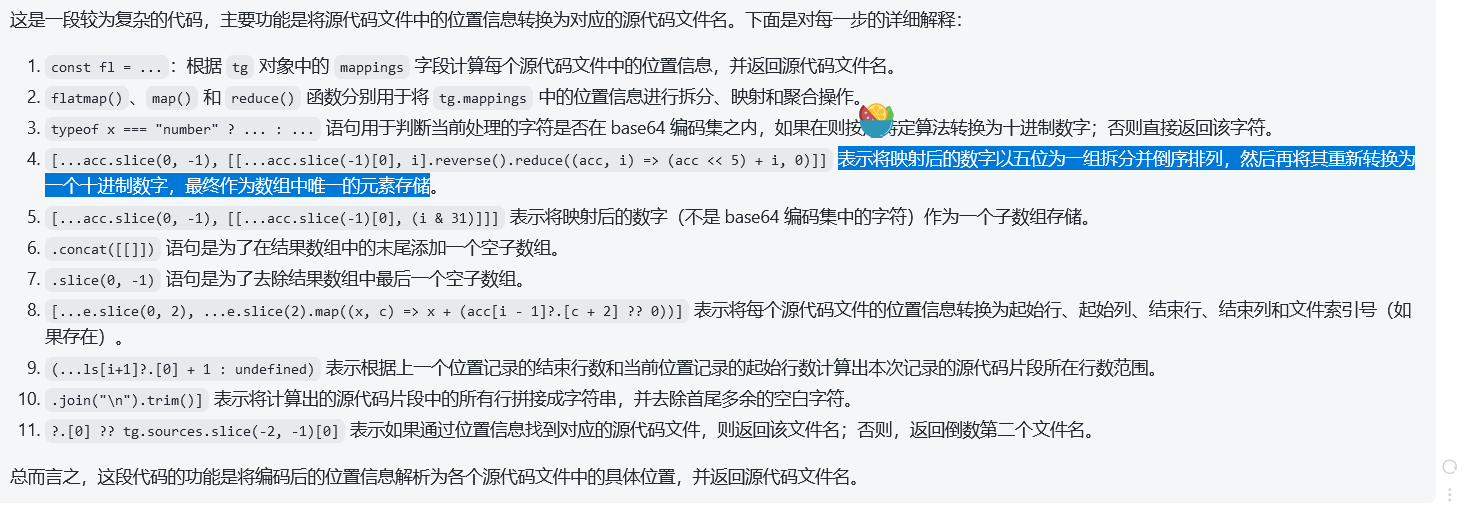 这是一段较为复杂的代码，主要功能是将源代码文件中的位置信息转换为对应的源代码文件名。下面是对每一步的详细解释：
1. const fl = ... ：根据 tg 对象中的 mappings 字段计算每个源代码文件中的位置信息，并返回源代码文件名。
2. flatmap() 、 map() 和 reduce() 函数分别用于将 tg.mappings 中的位置信息进行拆分、映射和聚合操作。
3. typeof x === "number" ? ... : ... 语句用于判断当前处理的字符是否在 base64 编码集之内，如果在则按定算法转换为十进制数字；否则直接返回该字符。
4. [...acc.slice(0, -1), [[...acc.slice(-1)[0], i].reverse().reduce((acc, i) => (acc << 5) + i, 0)]] 表示将映射后的数字以五位为一组拆分并倒序排列，然后再将其重新转换为
一个十进制数字，最终作为数组中唯一的元素存储。
5. [...acc.slice(0, -1), [[...acc.slice(-1)[0], (i & 31)]]] 表示将映射后的数字（不是 base64 编码集中的字符）作为一个子数组存储。
6. .concat([[]]) 语句是为了在结果数组中的末尾添加一个空子数组。
7. .slice(0, -1) 语句是为了去除结果数组中最后一个空子数组。
8. [...e.slice(0, 2), ...e.slice(2).map((x, c) => x + (acc[i - 1]?.[c + 2] ?? 0))] 表示将每个源代码文件的位置信息转换为起始行、起始列、结束行、结束列和文件索引号（如
果存在）。
9. (...ls[i+1]?.[0] + 1 : undefined) 表示根据上一个位置记录的结束行数和当前位置记录的起始行数计算出本次记录的源代码片段所在行数范围。
10. .join("\n").trim()] 表示将计算出的源代码片段中的所有行拼接成字符串，并去除首尾多余的空白字符。
11. ?.[0] ?? tg.sources.slice(-2, -1)[0] 表示如果通过位置信息找到对应的源代码文件，则返回该文件名；否则，返回倒数第二个文件名。
总而言之，这段代码的功能是将编码后的位置信息解析为各个源代码文件中的具体位置，并返回源代码文件名。